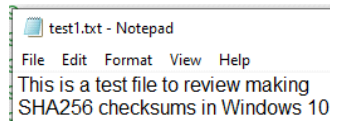 test1.txt - Notepad
File Edit Format View Help
This is a test file to review making
SHA256 checksums in Windows 10